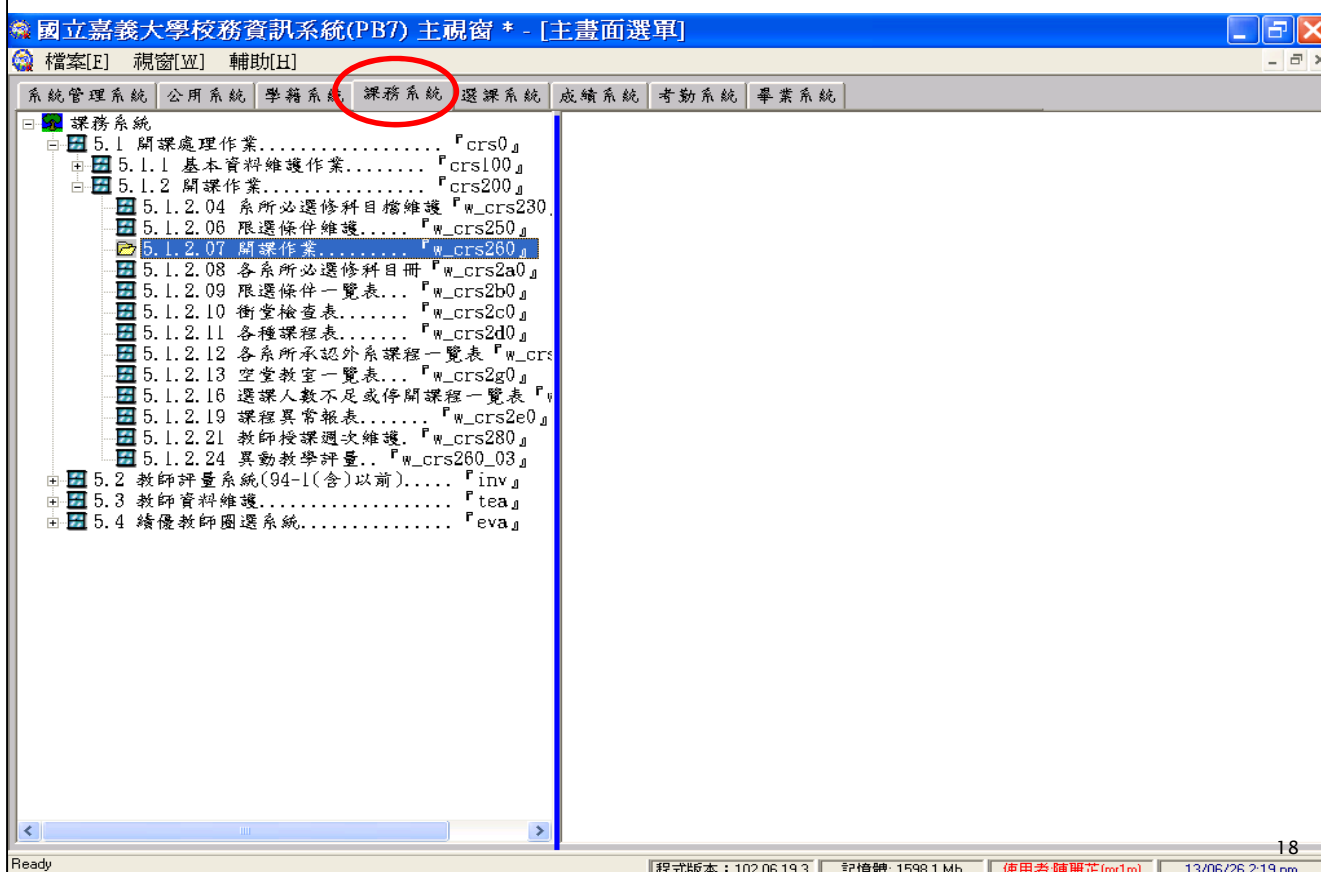 國立嘉義大學校務資訊系統(PB7) 主視窗 * - [主畫面選單]
檔案[F] 視窗[W] 輔助[H]
系統管理系統 公用系統 學籍系統 課務系統 選課系統 成績系統 考勤系統 畢業系統
課務系統
5.1 開課處理作業.................. 『crs0』
5.1.1 基本資料維護作業........ 『crs100』
5.1.2 開課作業................ 『crs200』
5.1.2.04 系所必選修科目檔維護『w_crs230
5.1.2.06 限選條件維護..... 『w_crs250』
5.1.2.07 開課作業......... 『w_crs260』
5.1.2.08 各系所必選修科目冊『w_crs2a0』
5.1.2.09 限選條件一覽表... 『w_crs2b0』
5.1.2.10 衝堂檢查表....... 『w_crs2c0』
5.1.2.11 各種課程表....... 『w_crs2d0』
5.1.2.12 各系所承認外系課程一覽表『w_crs
5.1.2.13 空堂教室一覽表... 『w_crs2g0』
5.1.2.16 選課人數不足或停開課程一覽表『w
5.1.2.19 課程異常報表....... 『w_crs2e0』
5.1.2.21 教師授課週次維護. 『w_crs280』
5.1.2.24 異動教學評量.. 『w_crs260_03』
5.2 教師評量系統(94-1(含)以前)..... 『inv』
5.3 教師資料維護................... 『tea』
5.4 績優教師圈選系統............... 『eva』
18
Ready 程式版本：102.06.19.3 記憶體: 1598.1 Mb 使用者:陳麗芷(mr1m) 13/06/26 2:19 pm